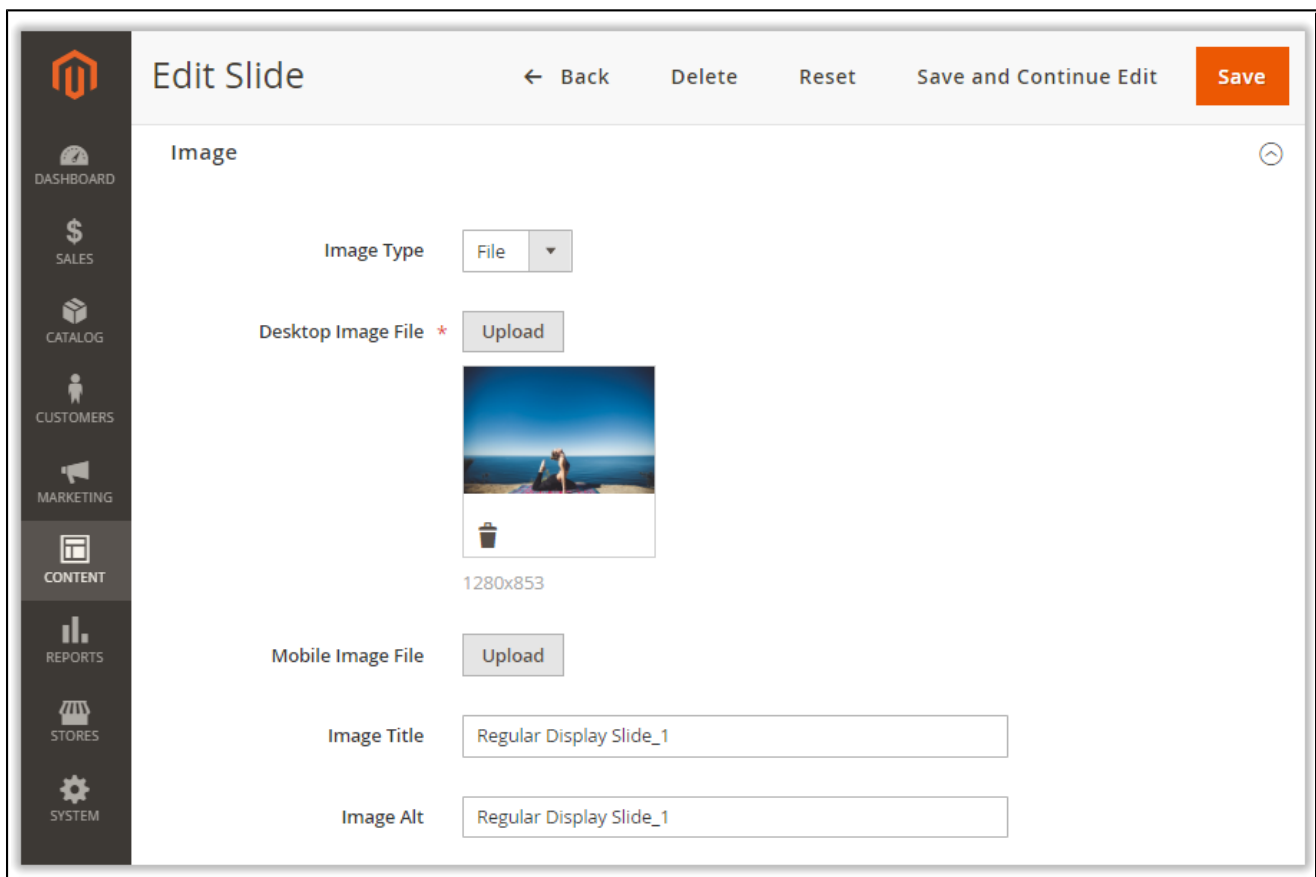 Edit Slide
← Back Delete Reset Save and Continue Edit Save
DASHBOARD
SALES
CATALOG
CUSTOMERS
MARKETING
CONTENT
REPORTS
STORES
SYSTEM
Image
Image Type File
Desktop Image File * Upload
1280x853
Mobile Image File Upload
Image Title Regular Display Slide_1
Image Alt Regular Display Slide_1